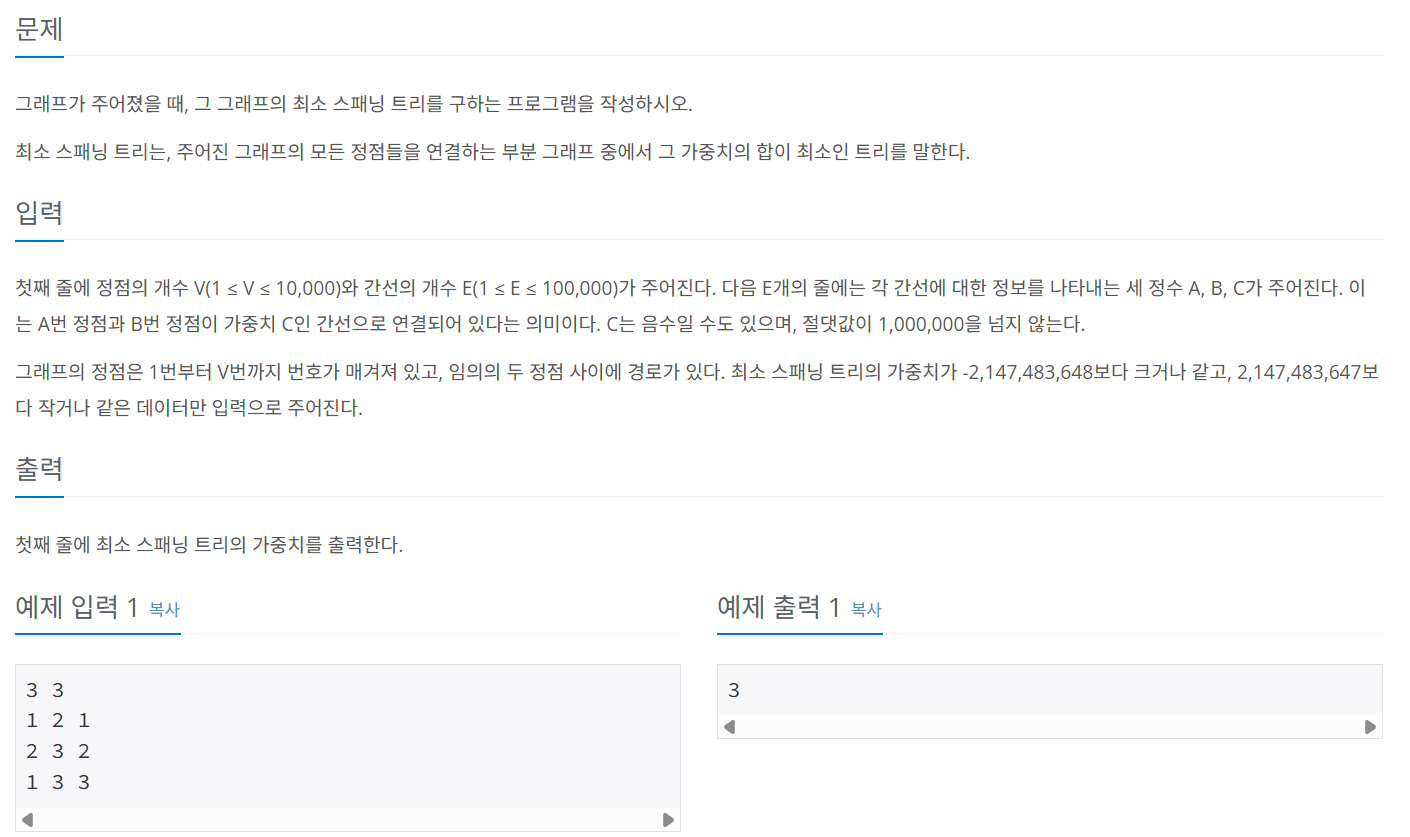 문제
그래프가 주어졌을 때, 그 그래프의 최소 스패닝 트리를 구하는 프로그램을 작성하시오.
최소 스패닝 트리는, 주어진 그래프의 모든 정점들을 연결하는 부분 그래프 중에서 그 가중치의 합이 최소인 트리를 말한다.
입력
첫째 줄에 정점의 개수 V(1 ≤ V ≤ 10,000)와 간선의 개수 E(1 ≤ E ≤ 100,000)가 주어진다. 다음 E개의 줄에는 각 간선에 대한 정보를 나타내는 세 정수 A, B, C가 주어진다. 이
는 A번 정점과 B번 정점이 가중치 C인 간선으로 연결되어 있다는 의미이다. C는 음수일 수도 있으며, 절댓값이 1,000,000을 넘지 않는다.
그래프의 정점은 1번부터 V번까지 번호가 매겨져 있고, 임의의 두 정점 사이에 경로가 있다. 최소 스패닝 트리의 가중치가 -2,147,483,648보다 크거나 같고, 2,147,483,647보
다 작거나 같은 데이터만 입력으로 주어진다.
출력
첫째 줄에 최소 스패닝 트리의 가중치를 출력한다.
예제 입력 1 복사
3 3
1 2 1
2 3 2
1 3 3
예제 출력 1 복사
3